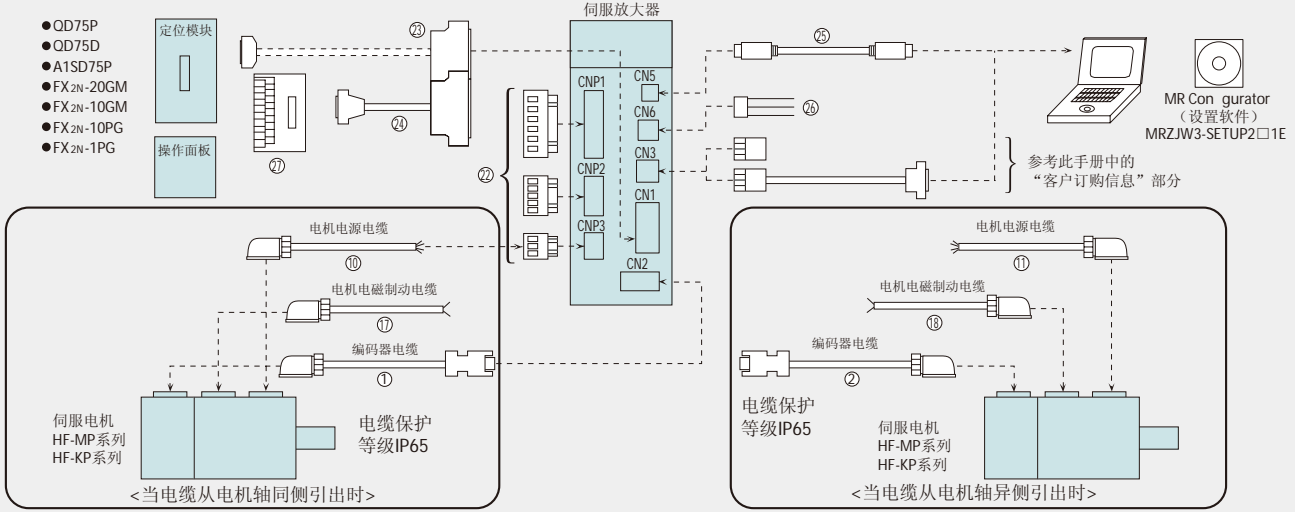 ●QD75P
●QD75D
●A1SD75P
●FX2N-20GM
●FX2N-10GM
●FX2N-10PG
●FX2N-1PG
定位模块
操作面板
㉓
㉔
㉗
㉒
伺服放大器
CNP1
CNP2
CNP3
CN5
CN6
CN3
CN1
CN2
㉕
㉖
MR Con gurator
（设置软件）
MRZJW3-SETUP2□1E
参考此手册中的
“客户订购信息”部分
电机电源电缆
⑩
电机电磁制动电缆
⑰
编码器电缆
①
伺服电机
HF-MP系列
HF-KP系列
电缆保护
等级IP65
<当电缆从电机轴同侧引出时>
电机电源电缆
⑪
电机电磁制动电缆
⑱
编码器电缆
②
电缆保护
等级IP65
伺服电机
HF-MP系列
HF-KP系列
<当电缆从电机轴异侧引出时>